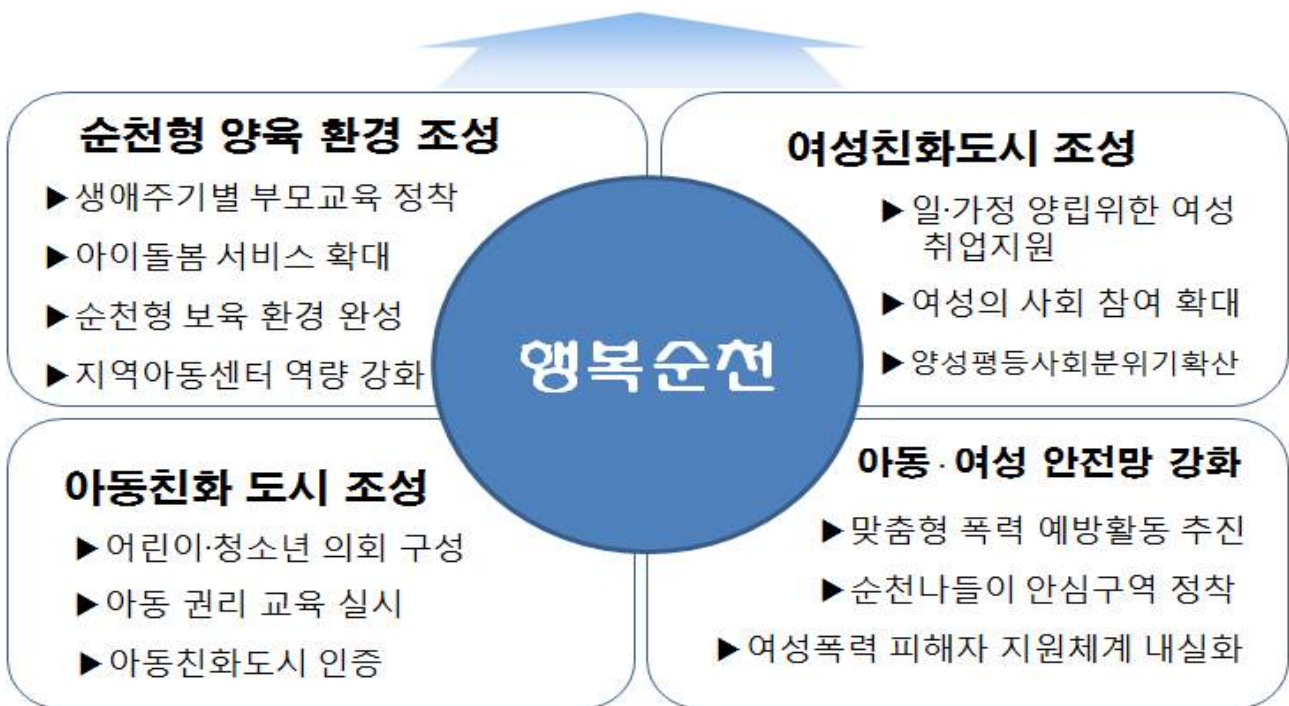 순천형 양육 환경 조성
▶생애주기별 부모교육 정착
▶아이돌봄 서비스 확대
▶순천형 보육 환경 완성
▶지역아동센터 역량 강화
여성친화도시 조성
▶일·가정 양립위한 여성
취업지원
▶여성의 사회 참여 확대
▶양성평등사회분위기확산
행복순천
아동친화 도시 조성
▶어린이·청소년 의회 구성
▶아동 권리 교육 실시
▶아동친화도시 인증
아동·여성 안전망 강화
▶맞춤형 폭력 예방활동 추진
▶순천나들이 안심구역 정착
▶여성폭력 피해자 지원체계 내실화